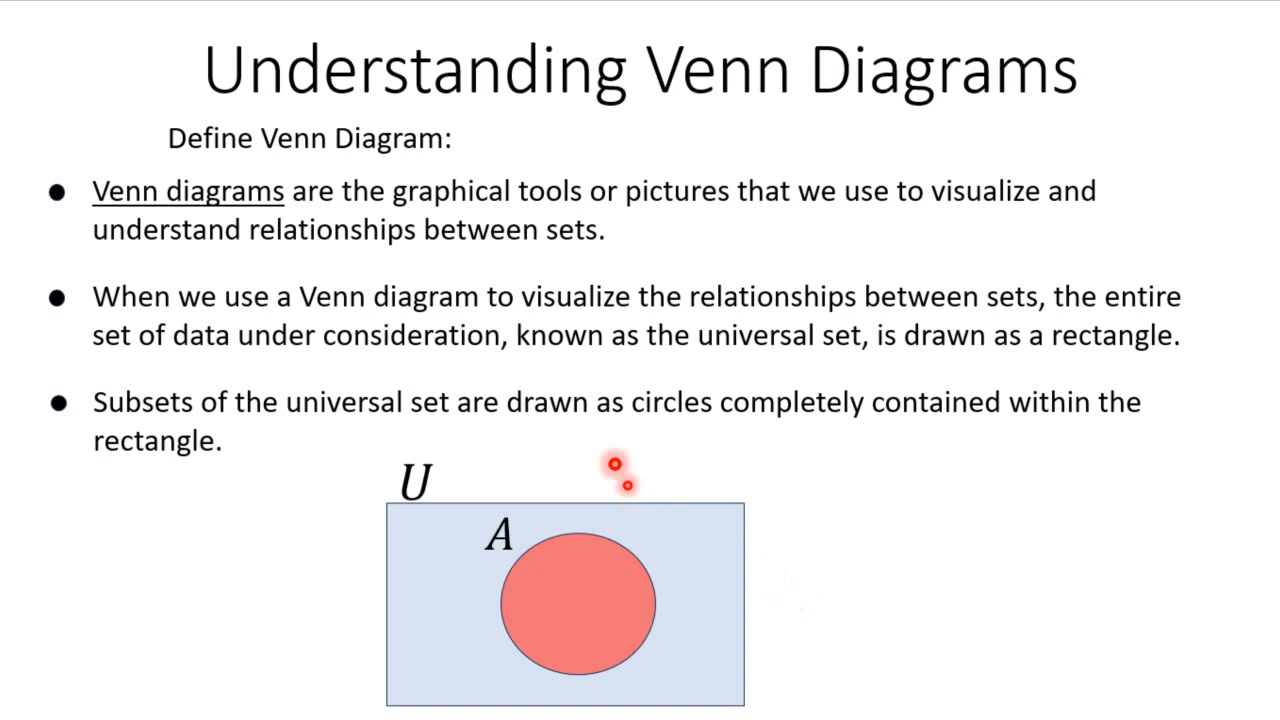 Understanding Venn Diagrams
Define Venn Diagram:
● Venn diagrams are the graphical tools or pictures that we use to visualize and
understand relationships between sets.
● When we use a Venn diagram to visualize the relationships between sets, the entire
set of data under consideration, known as the universal set, is drawn as a rectangle.
● Subsets of the universal set are drawn as circles completely contained within the
rectangle.
U
A